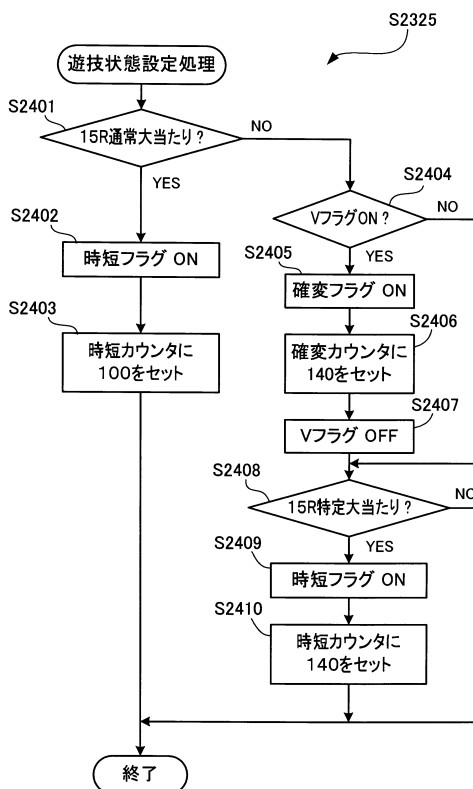 S2325
遊技状態設定処理
S2401
15R通常大当たり?
NO
YES
S2402
時短フラグ ON
S2403
時短カウンタに
100をセット
S2404
VフラグON?
NO
YES
S2405
確変フラグ ON
S2406
確変カウンタに
140をセット
S2407
Vフラグ OFF
S2408
15R特定大当たり?
NO
YES
S2409
時短フラグ ON
S2410
時短カウンタに
140をセット
終了